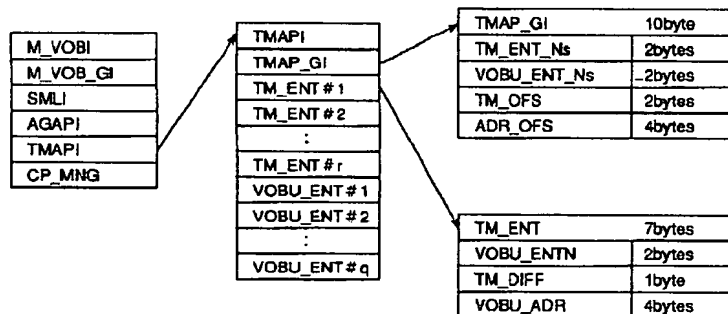 M_VOBI
M_VOB_GI
SMLI
AGAPI
TMAPI
CP_MNG
TMAPI
TMAP_GI
TM_ENT#1
TM_ENT#2
:
TM_ENT#r
VOBU_ENT#1
VOBU_ENT#2
:
VOBU_ENT#q
TMAP_GI 10byte
TM_ENT_Ns 2bytes
VOBU_ENT_Ns 2bytes
TM_OFS 2bytes
ADR_OFS 4bytes
TM_ENT 7bytes
VOBU_ENTN 2bytes
TM_DIFF 1byte
VOBU_ADR 4bytes